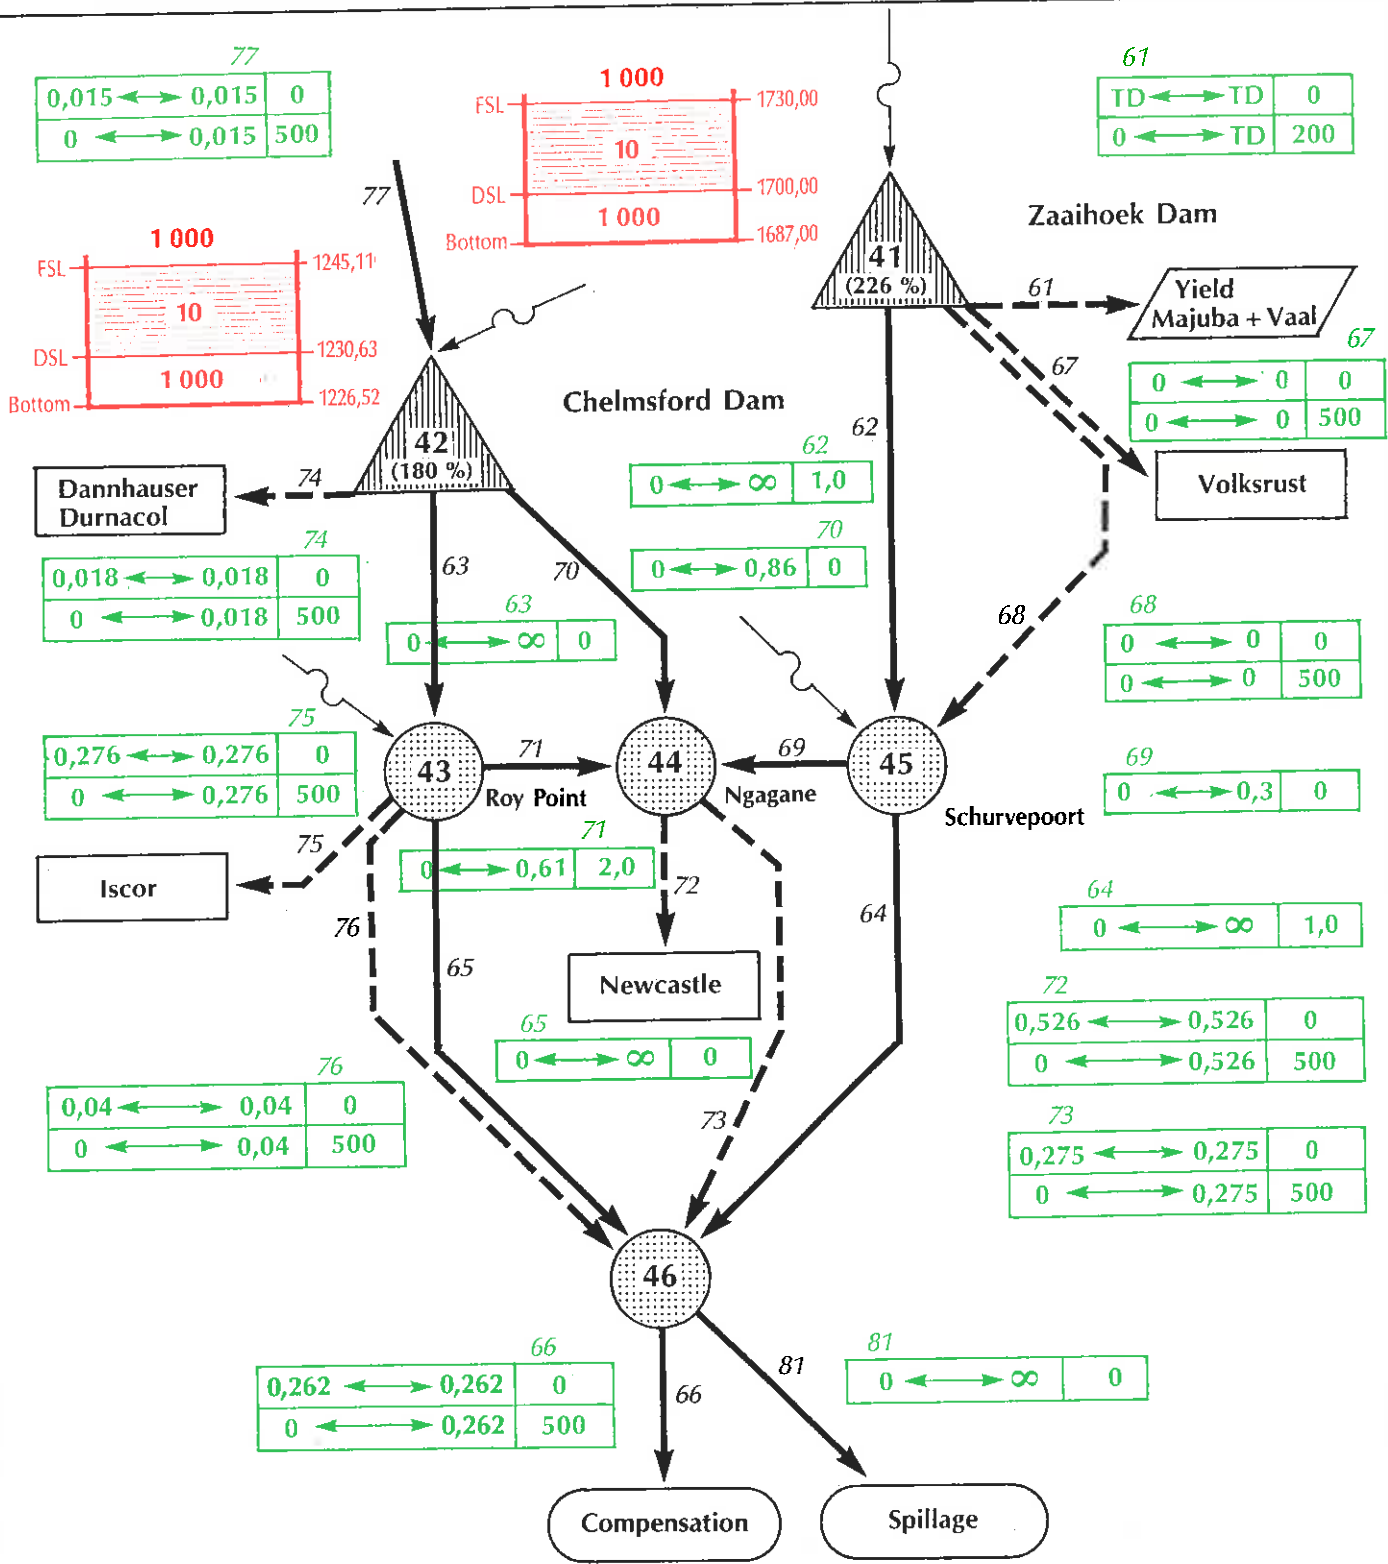 77
0,015 0,015 0
0 0,015 500
77
1 000
FSL 1730,00
10
DSL 1700,00
1 000
Bottom 1687,00
61
TD TD 0
0 TD 200
Zaaihoek Dam
41
(226 %)
61
Yield
Majuba + Vaal
1 000
FSL 1245,11
10
DSL 1230,63
1 000
Bottom 1226,52
67
67
0 0 0
0 0 500
Chelmsford Dam
42
(180 %)
62
62
0 ∞ 1,0
Volksrust
74
Dannhauser
Durnacol
74
0,018 0,018 0
0 0,018 500
63
70
70
0 0,86 0
63
0 ∞ 0
68
68
0 0 0
0 0 500
75
0,276 0,276 0
0 0,276 500
43
71
44
69
45
Roy Point
Ngagane
Schurvepoort
69
0 0,3 0
75
Iscor
71
0 0,61 2,0
72
76
65
64
64
0 ∞ 1,0
Newcastle
72
0,526 0,526 0
0 0,526 500
65
0 ∞ 0
76
0,04 0,04 0
0 0,04 500
73
73
0,275 0,275 0
0 0,275 500
46
66
0,262 0,262 0
0 0,262 500
66
81
81
0 ∞ 0
Compensation
Spillage